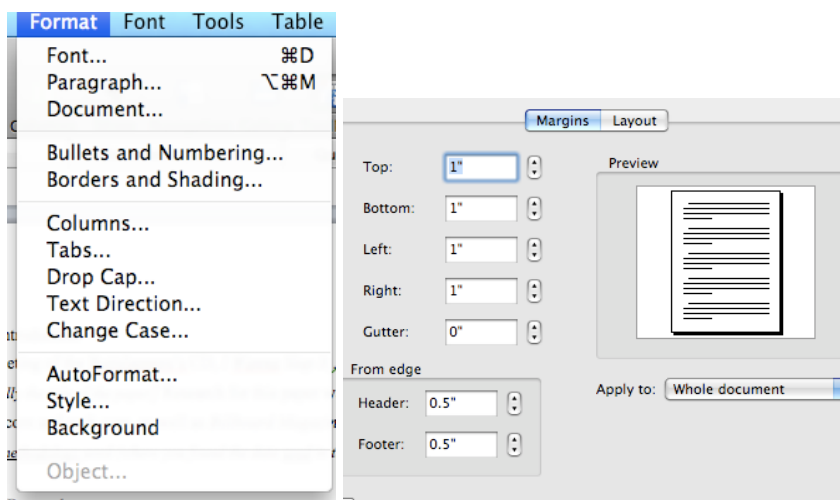 Format Font Tools Table
Font... ⌘D
Paragraph... ⌥⌘M
Document...
Bullets and Numbering...
Borders and Shading...
Columns...
Tabs...
Drop Cap...
Text Direction...
Change Case...
AutoFormat...
Style...
Background
Object...
Margins Layout
Top: 1"
Bottom: 1"
Left: 1"
Right: 1"
Gutter: 0"
From edge
Header: 0.5"
Footer: 0.5"
Preview
Apply to: Whole document